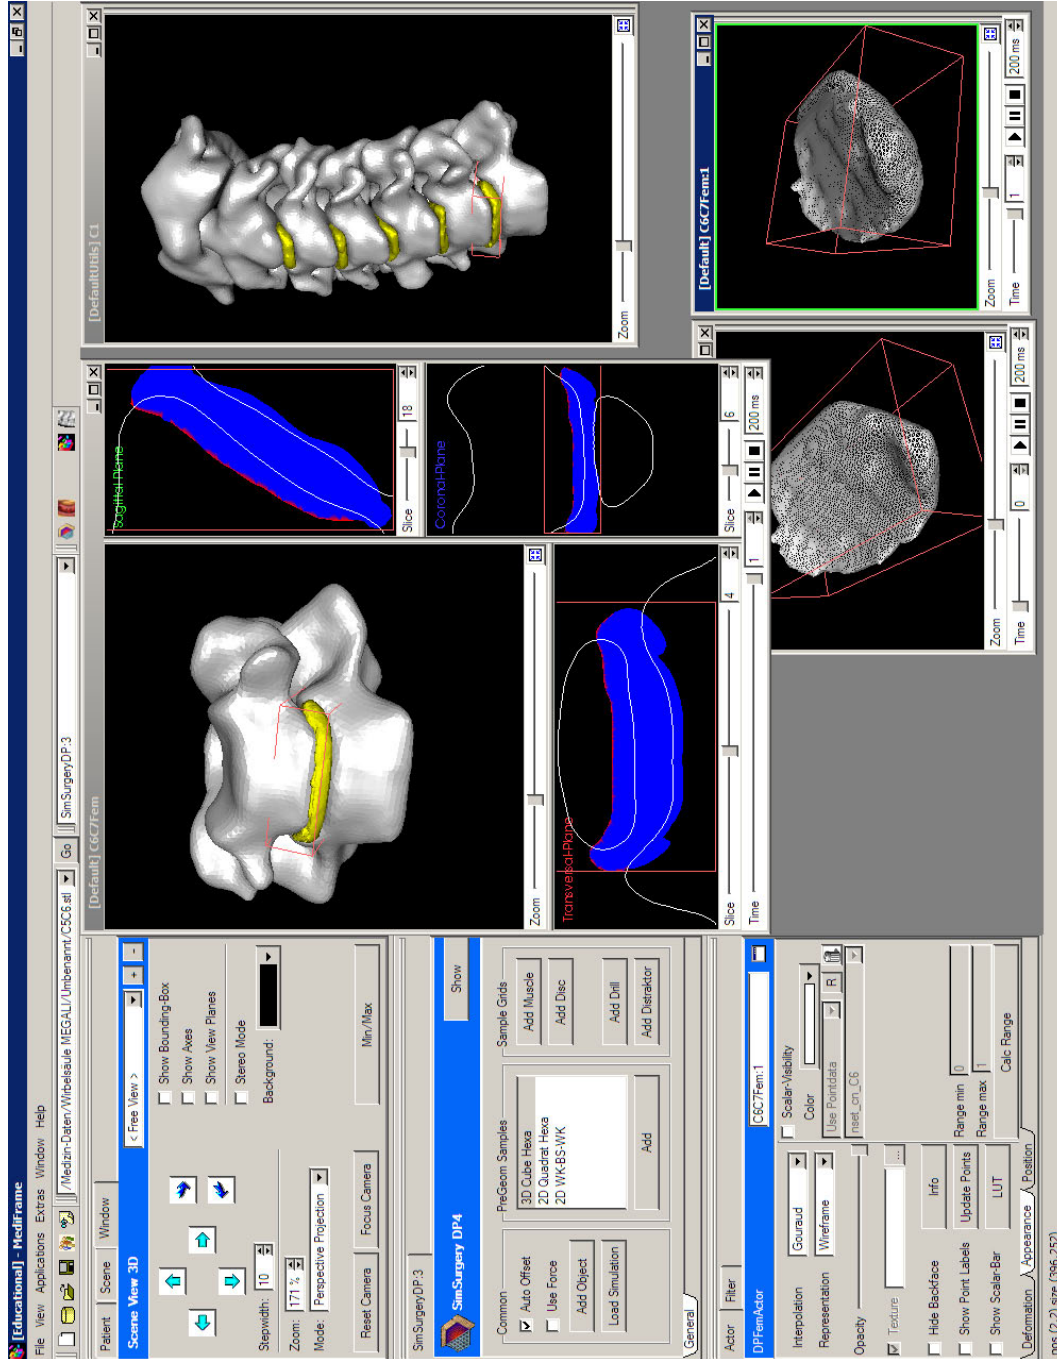 [Educational] - MediFrame
File View Applications Extras Window Help
/Medizin-Daten/Wirbelsäule MEGALI/Umbenannt/C5C6.stl Go SimSurgeryDP:3
Patient Scene Window
Scene View 3D < Free View > + -
Show Bounding-Box
Show Axes
Show View Planes
Stereo Mode
Background:
Stepwidth: 10
Zoom: 171 %
Mode: Perspective Projection
Reset Camera Focus Camera Min/Max
SimSurgeryDP:3
SimSurgery DP4 Show
Common
Auto Offset
Use Force
Add Object
Load Simulation
PreGeom Samples
3D Cube Hexa
2D Quadrat Hexa
2D WK-BS-WK
Add
Sample Grids
Add Muscle
Add Disc
Add Drill
Add Distraktor
General
Actor Filter
DPFemActor C6C7Fem:1
Interpolation Gouraud
Representation Wireframe
Opacity
Texture ...
Hide Backface Info
Show Point Labels Update Points
Show Scalar-Bar LUT
Scalar-Visibility
Color
Use Pointdata R
nset_on_C6
Range min 0
Range max 1
Calc Range
Deformation Appearance Position
pos (2,2) size (396,252)
[Default] C6C7Fem
Zoom
Sagittal-Plane
Slice 18
Transversal-Plane
Slice 4
Coronal-Plane
Slice 6
Time 1 200 ms
[DefaultUtils] C1
Zoom
Zoom
Time 0 200 ms
[Default] C6C7Fem:1
Zoom
Time 1 200 ms